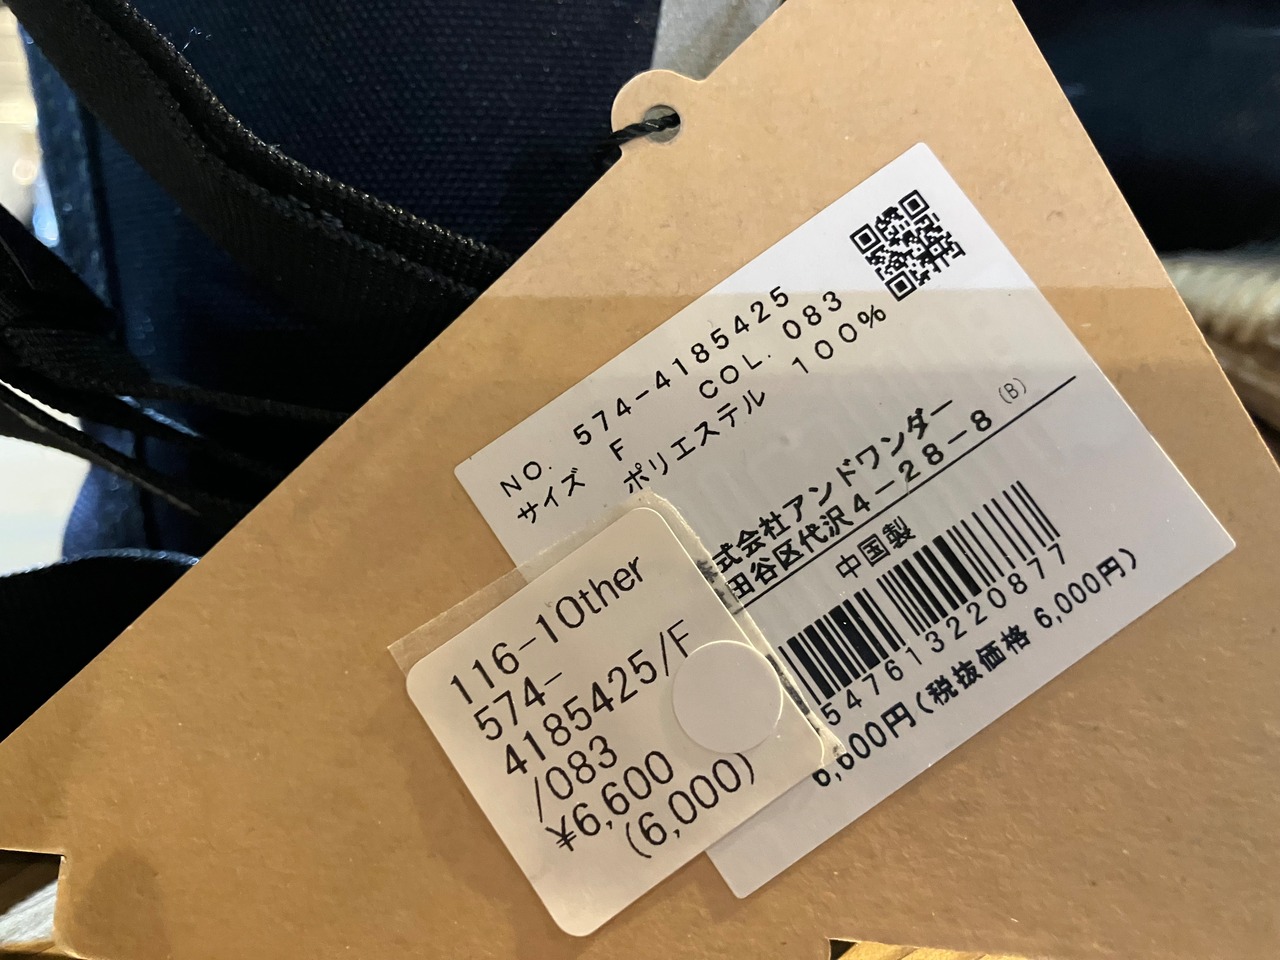 NO. 574-4185425
サイズ F COL. 083
ポリエステル 100%
式会社アンドワンダー
田谷区代沢4-28-8 (B)
中国製
547613220877
6,600円(税抜価格 6,000円)
116-1Other
574-
4185425/F
/083
¥6,600
(6,000)